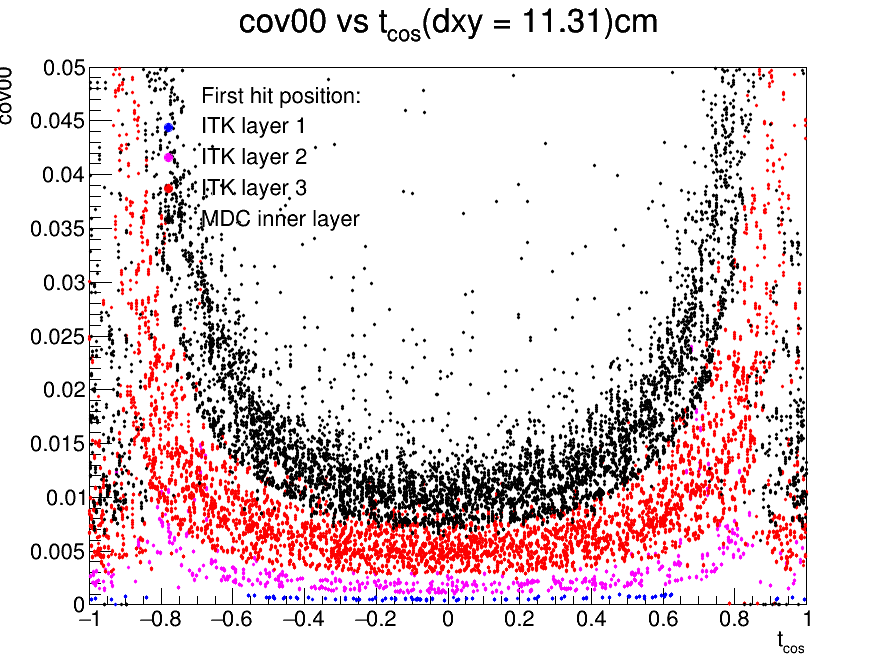 cov00 vs tcos(dxy = 11.31)cm
cov00
0.05
0.045
0.04
0.035
0.03
0.025
0.02
0.015
0.01
0.005
0
First hit position:
ITK layer 1
ITK layer 2
ITK layer 3
MDC inner layer
−1 −0.8 −0.6 −0.4 −0.2 0 0.2 0.4 0.6 0.8 1
tcos